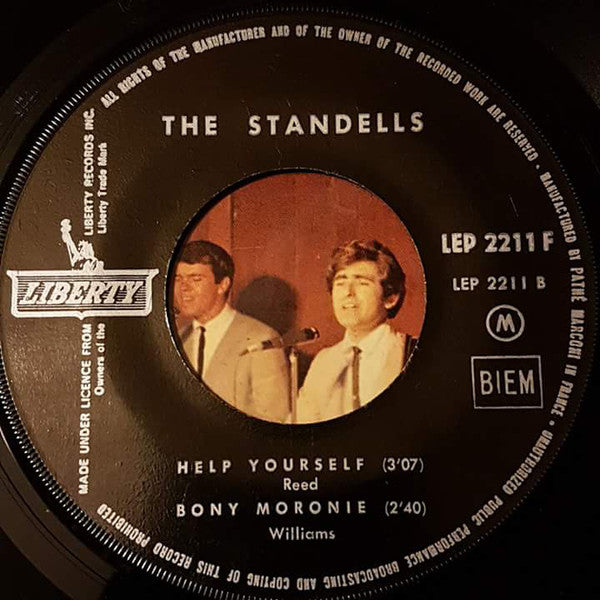 ALL RIGHTS OF THE MANUFACTURER AND OF THE OWNER OF THE RECORDED WORK ARE RESERVED · MANUFACTURED BY PATHÉ MARCONI IN FRANCE · UNAUTHORIZED PUBLIC PERFORMANCE BROADCASTING AND COPYING OF THIS RECORD PROHIBITED
MADE UNDER LICENCE FROM LIBERTY RECORDS INC.
Owners of the Liberty Trade Mark
THE STANDELLS
LIBERTY
LEP 2211 F
LEP 2211 B
M
BIEM
HELP YOURSELF (3'07)
Reed
BONY MORONIE (2'40)
Williams